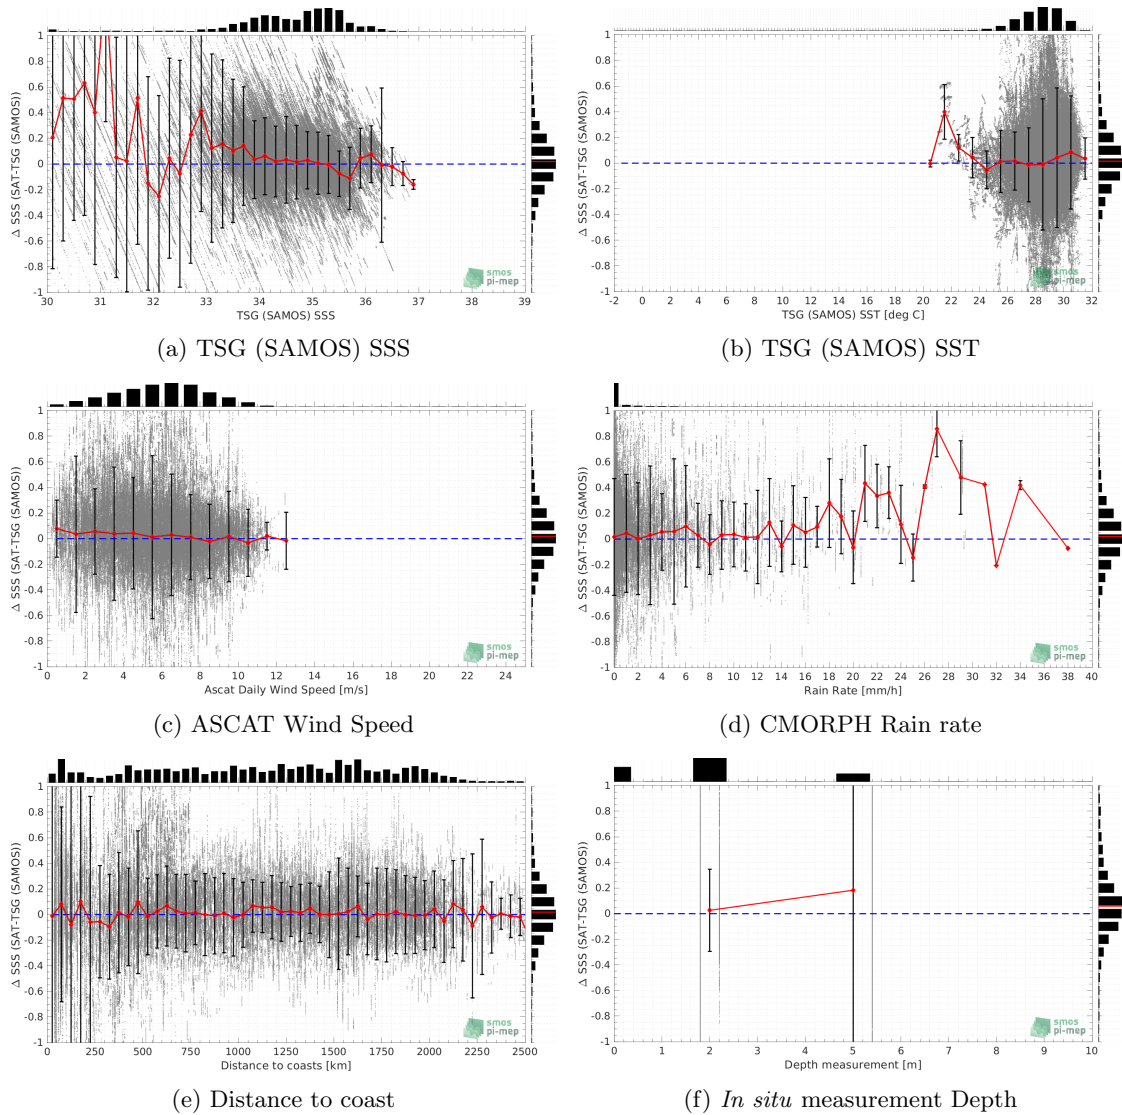 1
0.8
0.6
0.4
0.2
0
-0.2
-0.4
-0.6
-0.8
-1
Δ SSS (SAT-TSG (SAMOS))
30 31 32 33 34 35 36 37 38 39
TSG (SAMOS) SSS
smos
pi-mep
(a) TSG (SAMOS) SSS
1
0.8
0.6
0.4
0.2
0
-0.2
-0.4
-0.6
-0.8
-1
Δ SSS (SAT-TSG (SAMOS))
-2 0 2 4 6 8 10 12 14 16 18 20 22 24 26 28 30 32
TSG (SAMOS) SST [deg C]
smos
pi-mep
(b) TSG (SAMOS) SST
1
0.8
0.6
0.4
0.2
0
-0.2
-0.4
-0.6
-0.8
-1
Δ SSS (SAT-TSG (SAMOS))
0 2 4 6 8 10 12 14 16 18 20 22 24
Ascat Daily Wind Speed [m/s]
smos
pi-mep
(c) ASCAT Wind Speed
1
0.8
0.6
0.4
0.2
0
-0.2
-0.4
-0.6
-0.8
-1
Δ SSS (SAT-TSG (SAMOS))
0 2 4 6 8 10 12 14 16 18 20 22 24 26 28 30 32 34 36 38 40
Rain Rate [mm/h]
smos
pi-mep
(d) CMORPH Rain rate
1
0.8
0.6
0.4
0.2
0
-0.2
-0.4
-0.6
-0.8
-1
Δ SSS (SAT-TSG (SAMOS))
0 250 500 750 1000 1250 1500 1750 2000 2250 2500
Distance to coasts [km]
smos
pi-mep
(e) Distance to coast
1
0.8
0.6
0.4
0.2
0
-0.2
-0.4
-0.6
-0.8
-1
Δ SSS (SAT-TSG (SAMOS))
0 1 2 3 4 5 6 7 8 9 10
Depth measurement [m]
smos
pi-mep
(f) In situ measurement Depth